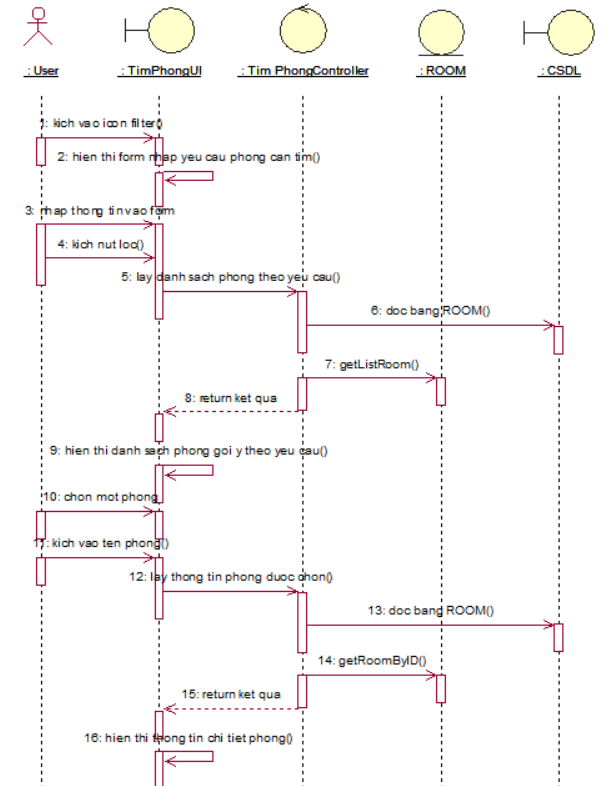 : User
: TimPhongUI
: Tim PhongController
: ROOM
: CSDL
1: kich vao icon filter()
2: hien thi form nhap yeu cau phong can tim()
3: nhap thong tin vao form
4: kich nut loc()
5: lay danh sach phong theo yeu cau()
6: doc bang ROOM()
7: getListRoom()
8: return ket qua
9: hien thi danh sach phong goi y theo yeu cau()
10: chon mot phong
11: kich vao ten phong()
12: lay thong tin phong duoc chon()
13: doc bang ROOM()
14: getRoomByID()
15: return ket qua
16: hien thi thong tin chi tiet phong()